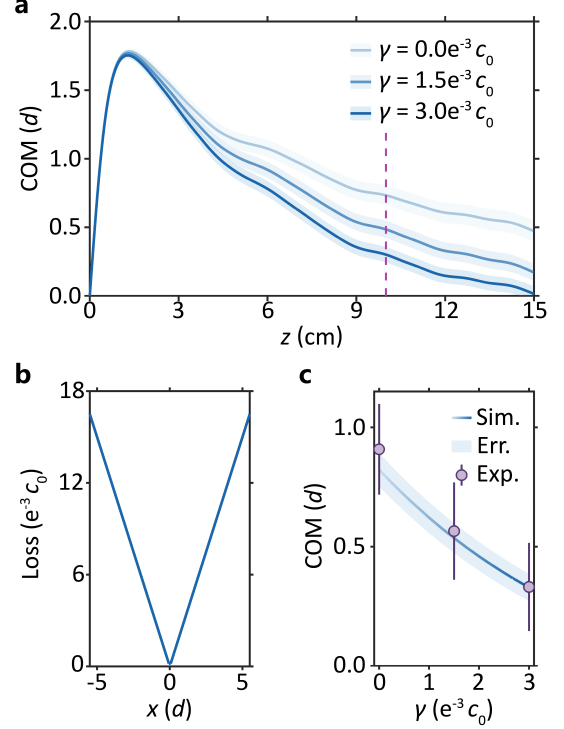 a
2.0
1.5
1.0
0.5
0.0
COM (d)
γ = 0.0e⁻³ c₀
γ = 1.5e⁻³ c₀
γ = 3.0e⁻³ c₀
0 3 6 9 12 15
z (cm)
b
18
12
6
0
Loss (e⁻³ c₀)
-5 0 5
x (d)
c
1.0
0.5
0.0
COM (d)
Sim.
Err.
Exp.
0 1 2 3
γ (e⁻³ c₀)